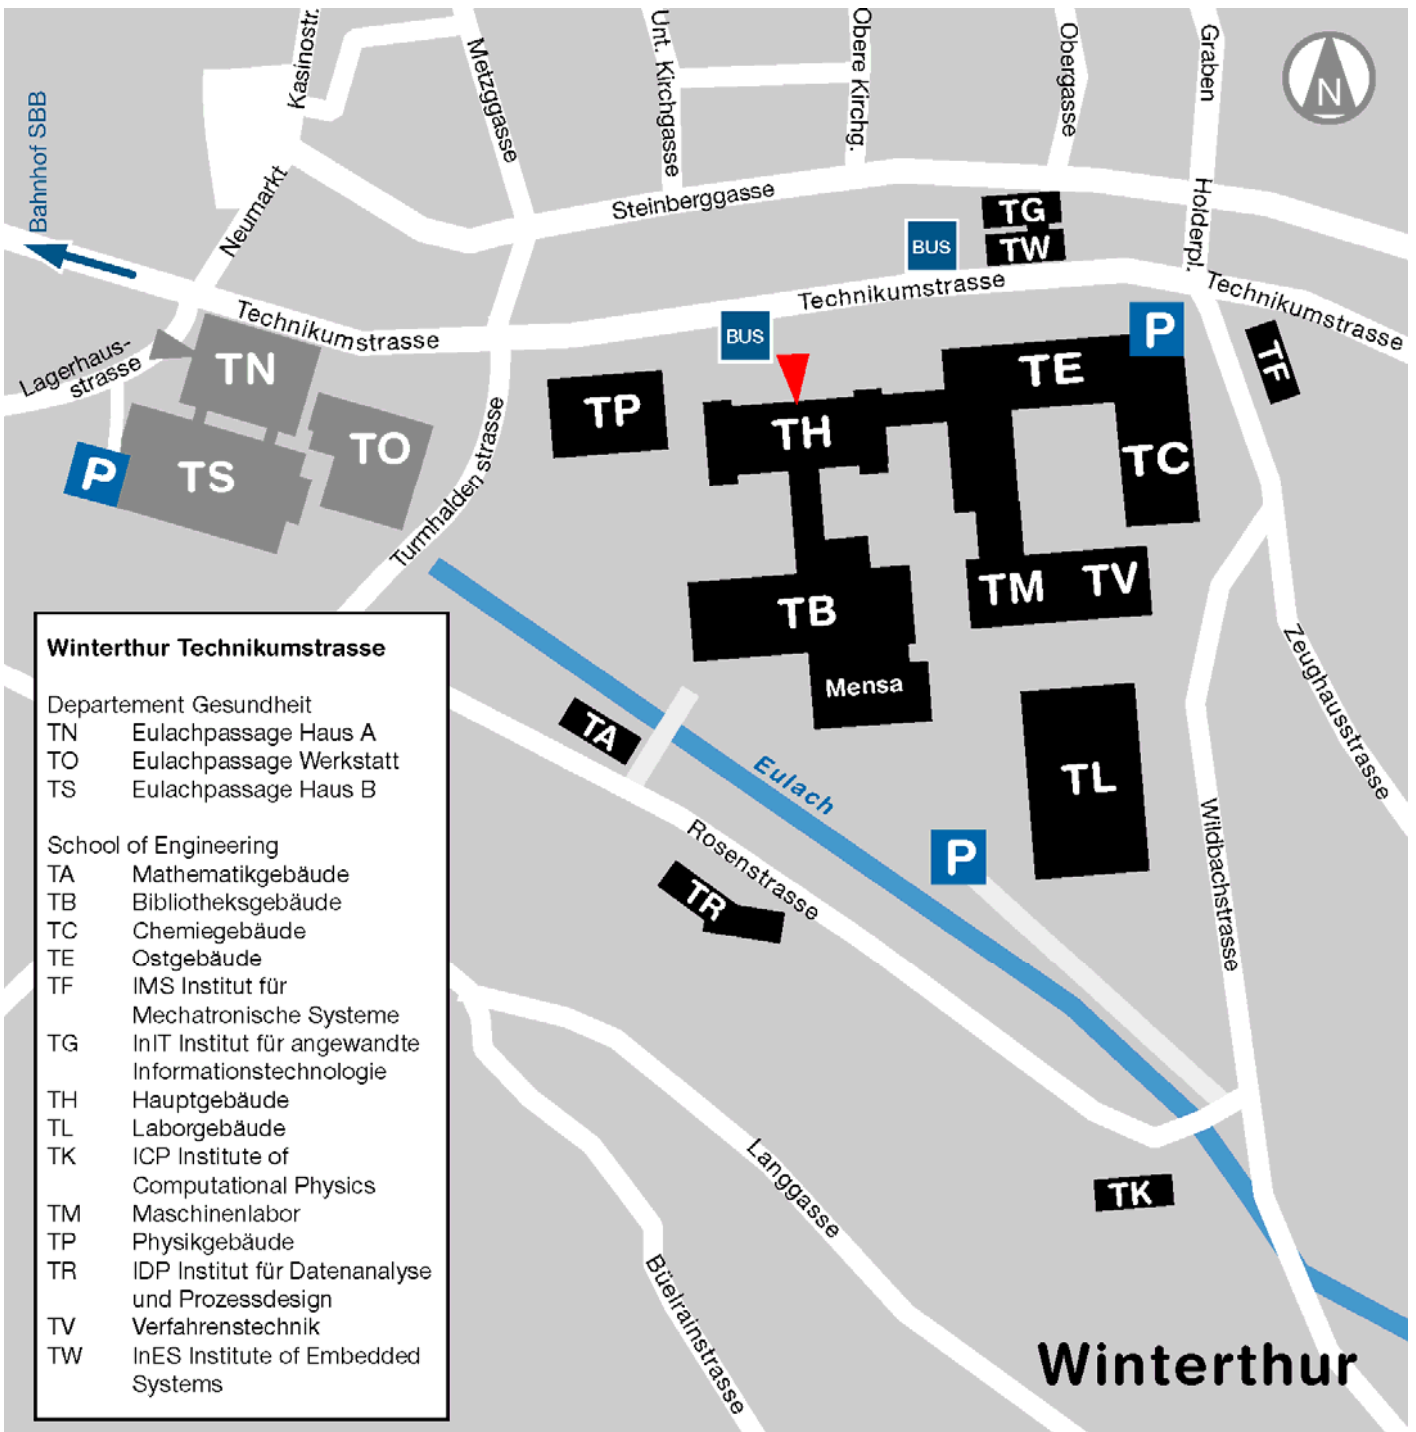 Kasinostr.
Metzggasse
Unt. Kirchgasse
Obere Kirchg.
Obergasse
Graben
N
Bahnhof SBB
Neumarkt
Steinberggasse
Holderpl.
TG
TW
BUS
Technikumstrasse
Technikumstrasse
Technikumstrasse
BUS
P
Lagerhaus-
strasse
TN
TO
TS
P
Turmhalden strasse
TP
TH
TE
TF
TC
TB
TM TV
Mensa
TA
Eulach
TL
Zeughausstrasse
Rosenstrasse
P
TR
Wildbachstrasse
Langgasse
TK
Büelrainstrasse
Winterthur
Winterthur Technikumstrasse
Departement Gesundheit
TN Eulachpassage Haus A
TO Eulachpassage Werkstatt
TS Eulachpassage Haus B
School of Engineering
TA Mathematikgebäude
TB Bibliotheksgebäude
TC Chemiegebäude
TE Ostgebäude
TF IMS Institut für
Mechatronische Systeme
TG InIT Institut für angewandte
Informationstechnologie
TH Hauptgebäude
TL Laborgebäude
TK ICP Institute of
Computational Physics
TM Maschinenlabor
TP Physikgebäude
TR IDP Institut für Datenanalyse
und Prozessdesign
TV Verfahrenstechnik
TW InES Institute of Embedded
Systems